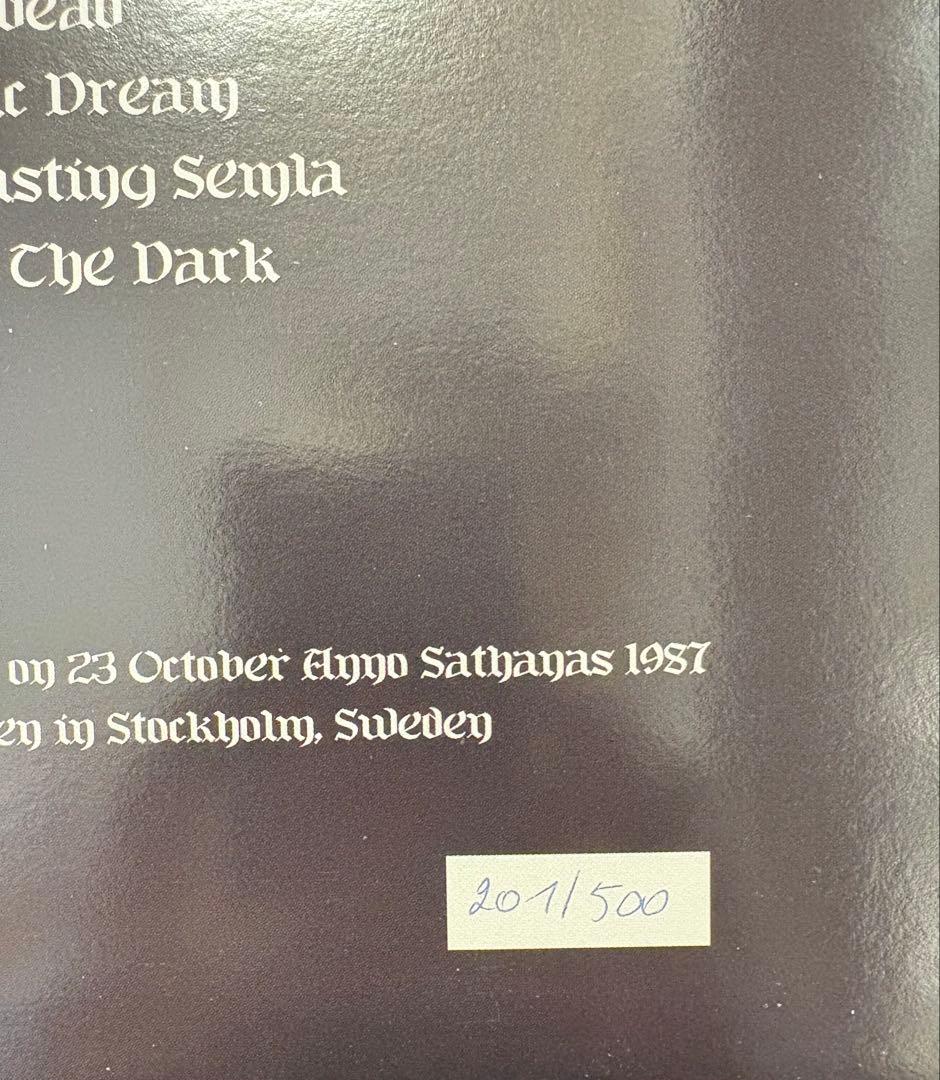 c Dream
asting Semla
The Dark
on 23 October Anno Sathanas 1987
en in Stockholm, Sweden
201/500